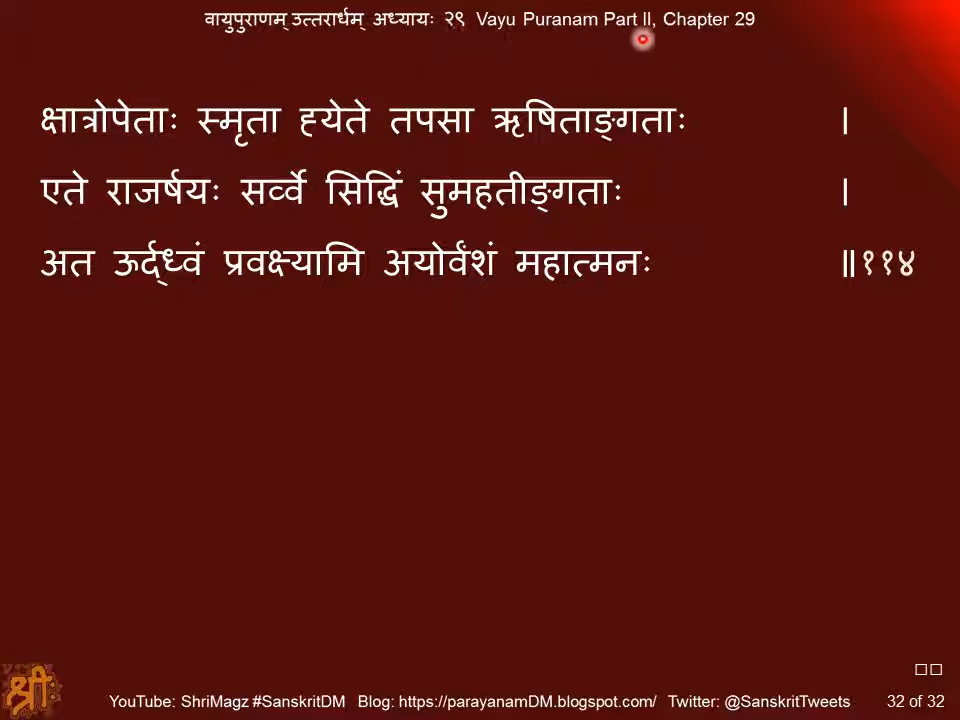 वायुपुराणम् उत्तरार्धम् अध्यायः २९ Vayu Puranam Part II, Chapter 29
क्षात्रोपेताः स्मृता ह्येते तपसा ऋषिताङ्गताः ।
एते राजर्षयः सर्व्वे सिद्धिं सुमहतीङ्गताः ।
अत ऊर्द्ध्वं प्रवक्ष्यामि अयोर्वंशं महात्मनः ॥११४
श्रीः
YouTube: ShriMagz #SanskritDM Blog: https://parayanamDM.blogspot.com/ Twitter: @SanskritTweets 32 of 32